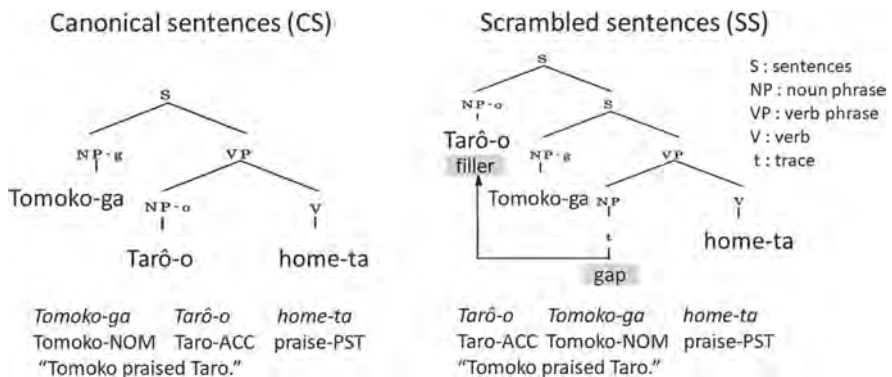 Canonical sentences (CS)
S
NP-g
VP
Tomoko-ga
NP-o
V
Tarô-o
home-ta
Tomoko-ga Tarô-o home-ta
Tomoko-NOM Taro-ACC praise-PST
“Tomoko praised Taro.”
Scrambled sentences (SS)
S
NP-o
S
Tarô-o
filler
NP-g
VP
Tomoko-ga
NP
V
t
home-ta
gap
S : sentences
NP : noun phrase
VP : verb phrase
V : verb
t : trace
Tarô-o Tomoko-ga home-ta
Taro-ACC Tomoko-NOM praise-PST
“Tomoko praised Taro.”